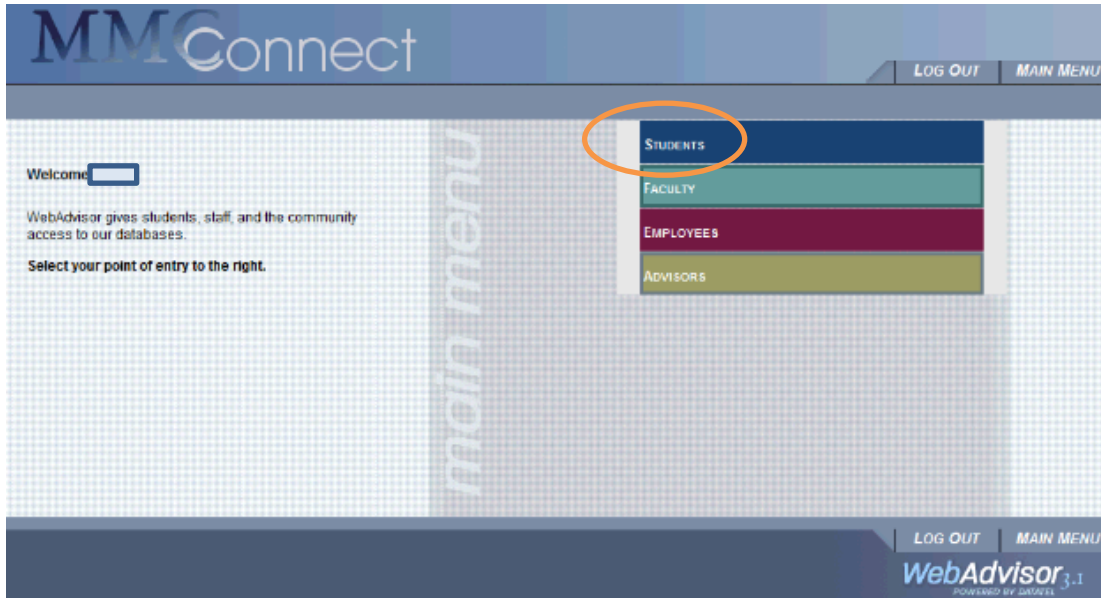 MMConnect
LOG OUT MAIN MENU
STUDENTS
Welcome
FACULTY
WebAdvisor gives students, staff, and the community
access to our databases.
EMPLOYEES
Select your point of entry to the right.
ADVISORS
main menu
LOG OUT MAIN MENU
WebAdvisor 3.1
POWERED BY DATATEL